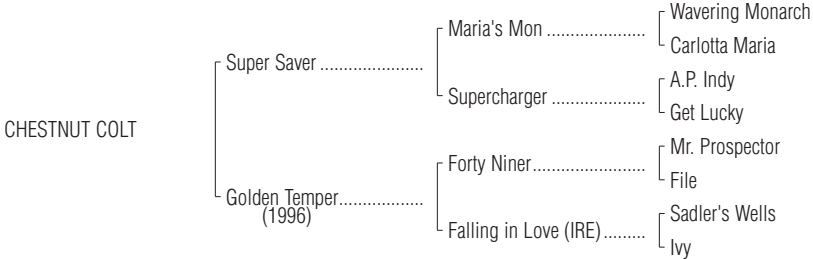 Wavering Monarch
Maria's Mon .....................
Carlotta Maria
Super Saver ......................
A.P. Indy
Supercharger ....................
Get Lucky
CHESTNUT COLT
Mr. Prospector
Forty Niner........................
File
Golden Temper..................
(1996)
Sadler's Wells
Falling in Love (IRE) .........
Ivy